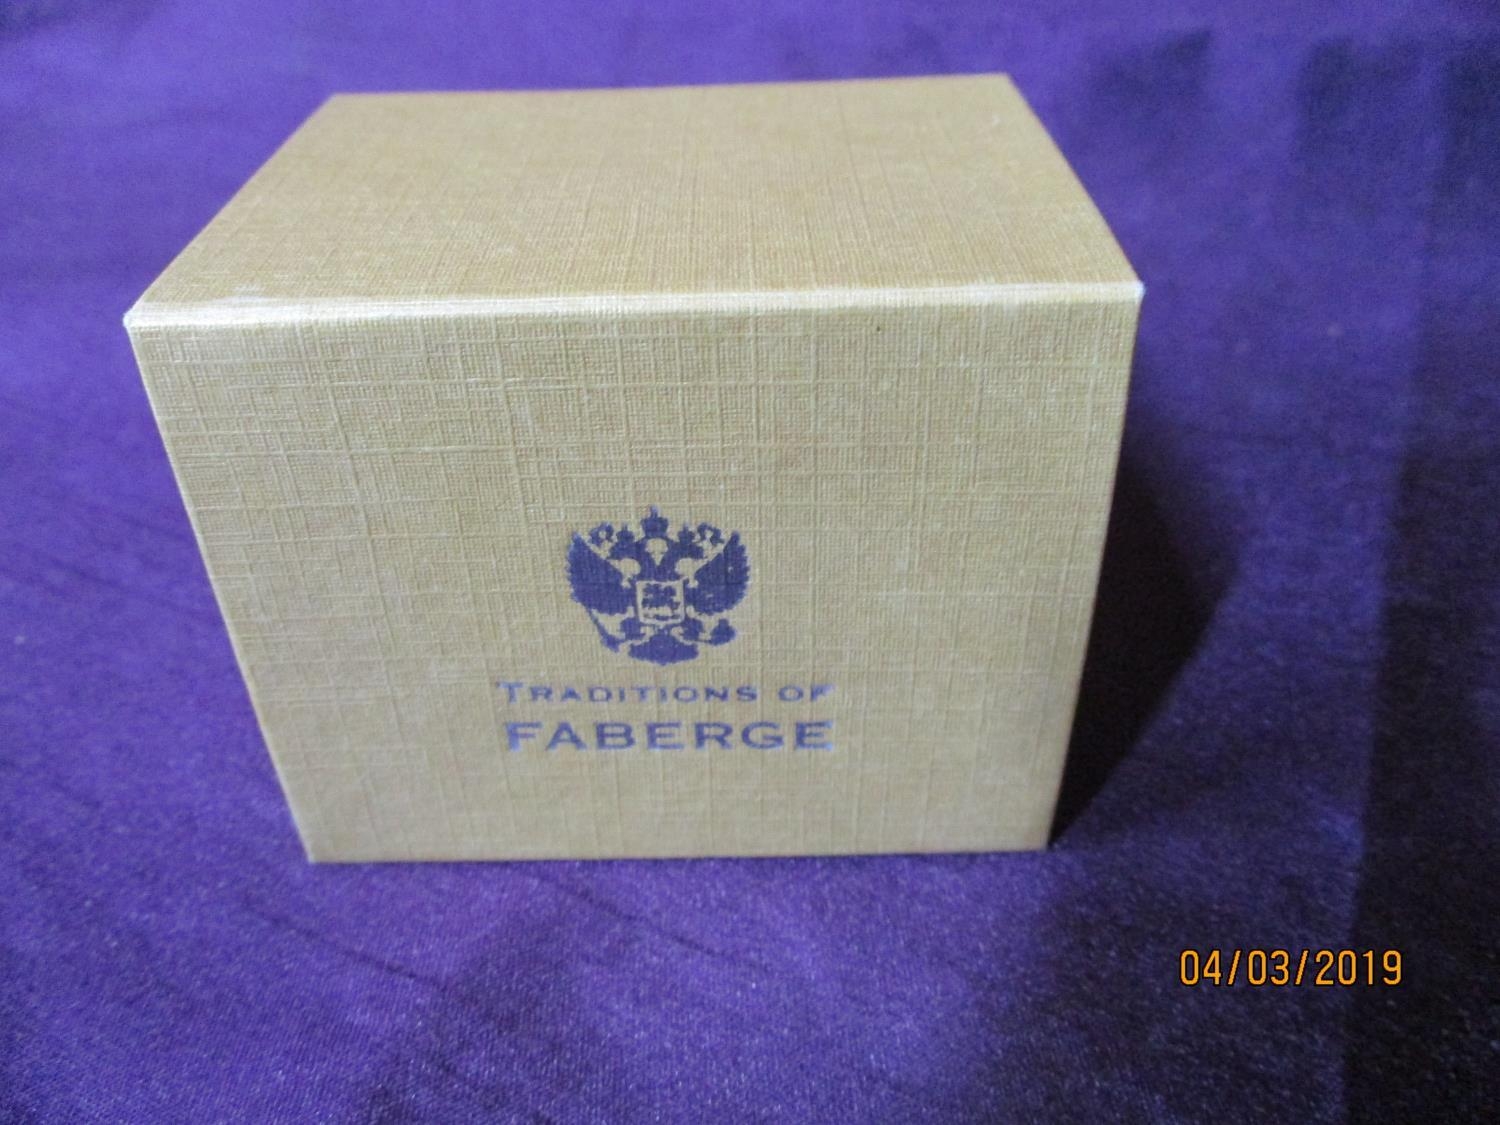 TRADITIONS OF
FABERGE
04/03/2019